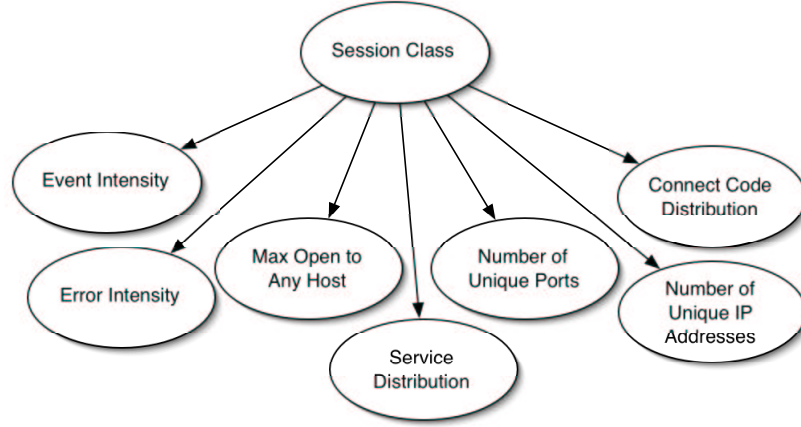 Session Class
Event Intensity
Connect Code
Distribution
Error Intensity
Max Open to
Any Host
Number of
Unique Ports
Number of
Unique IP
Addresses
Service
Distribution